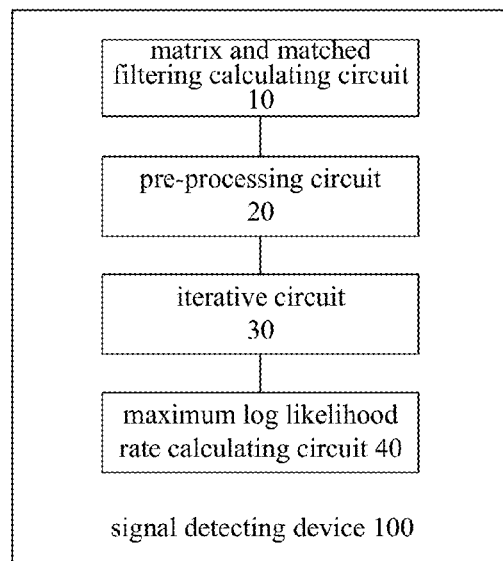 matrix and matched
filtering calculating circuit
10
pre-processing circuit
20
iterative circuit
30
maximum log likelihood
rate calculating circuit 40
signal detecting device 100